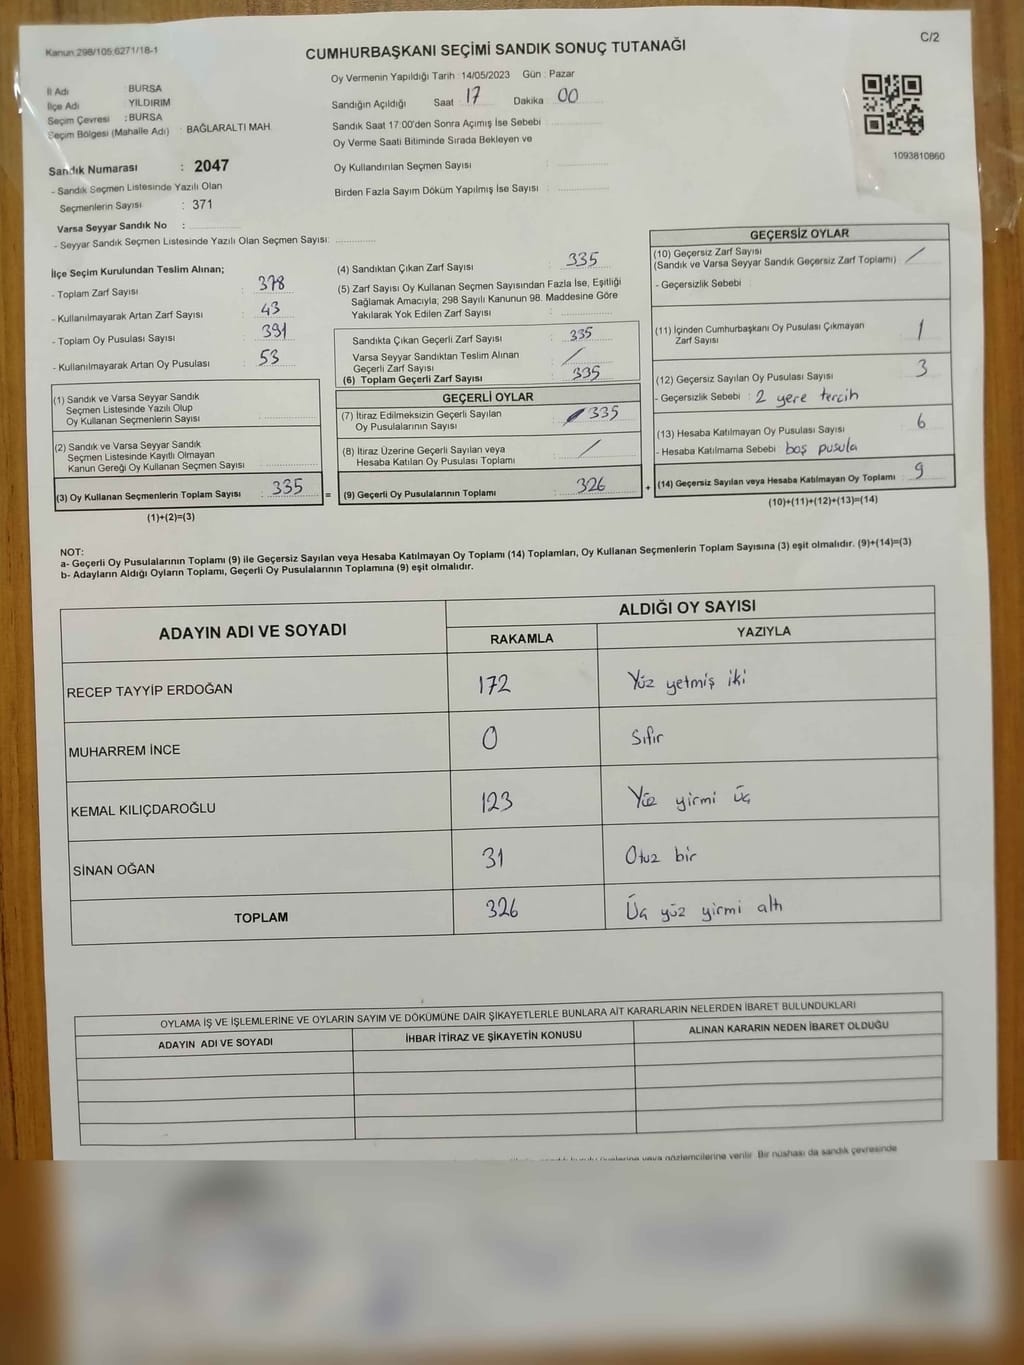 Kanun 298/105 6271/18-1
CUMHURBAŞKANI SEÇİMİ SANDIK SONUÇ TUTANAĞI
C/2
İl Adı : BURSA
İlçe Adı YILDIRIM
Seçim Çevresi : BURSA
Seçim Bölgesi (Mahalle Adı) : BAĞLARALTI MAH.
Sandık Numarası : 2047
- Sandık Seçmen Listesinde Yazılı Olan
Seçmenlerin Sayısı : 371
Varsa Seyyar Sandık No :
- Seyyar Sandık Seçmen Listesinde Yazılı Olan Seçmen Sayısı:
Oy Vermenin Yapıldığı Tarih : 14/05/2023 Gün : Pazar
Sandığın Açıldığı Saat 17 Dakika 00
Sandık Saat 17:00'den Sonra Açımış İse Sebebi :
Oy Verme Saati Bitiminde Sırada Bekleyen ve
Oy Kullandırılan Seçmen Sayısı :
Birden Fazla Sayım Döküm Yapılmış İse Sayısı :
1093810860
İlçe Seçim Kurulundan Teslim Alınan;
- Toplam Zarf Sayısı : 378
- Kullanılmayarak Artan Zarf Sayısı : 43
- Toplam Oy Pusulası Sayısı : 391
- Kullanılmayarak Artan Oy Pusulası : 53
(1) Sandık ve Varsa Seyyar Sandık
Seçmen Listesinde Yazılı Olup
Oy Kullanan Seçmenlerin Sayısı :
(2) Sandık ve Varsa Seyyar Sandık
Seçmen Listesinde Kayıtlı Olmayan
Kanun Gereği Oy Kullanan Seçmen Sayısı :
(3) Oy Kullanan Seçmenlerin Toplam Sayısı : 335 =
(1)+(2)=(3)
(4) Sandıktan Çıkan Zarf Sayısı : 335
(5) Zarf Sayısı Oy Kullanan Seçmen Sayısından Fazla İse, Eşitliği
Sağlamak Amacıyla; 298 Sayılı Kanunun 98. Maddesine Göre
Yakılarak Yok Edilen Zarf Sayısı :
Sandıkta Çıkan Geçerli Zarf Sayısı : 335
Varsa Seyyar Sandıktan Teslim Alınan
Geçerli Zarf Sayısı : /
(6) Toplam Geçerli Zarf Sayısı : 335
GEÇERLİ OYLAR
(7) İtiraz Edilmeksizin Geçerli Sayılan
Oy Pusulalarının Sayısı : 335
(8) İtiraz Üzerine Geçerli Sayılan veya
Hesaba Katılan Oy Pusulası Toplamı : /
(9) Geçerli Oy Pusulalarının Toplamı : 326 +
GEÇERSİZ OYLAR
(10) Geçersiz Zarf Sayısı
(Sandık ve Varsa Seyyar Sandık Geçersiz Zarf Toplamı) : /
- Geçersizlik Sebebi :
(11) İçinden Cumhurbaşkanı Oy Pusulası Çıkmayan
Zarf Sayısı : 1
(12) Geçersiz Sayılan Oy Pusulası Sayısı : 3
- Geçersizlik Sebebi : 2 yere tercih
(13) Hesaba Katılmayan Oy Pusulası Sayısı : 6
- Hesaba Katılmama Sebebi : boş pusula
(14) Geçersiz Sayılan veya Hesaba Katılmayan Oy Toplamı : 9
(10)+(11)+(12)+(13)=(14)
NOT:
a- Geçerli Oy Pusulalarının Toplamı (9) ile Geçersiz Sayılan veya Hesaba Katılmayan Oy Toplamı (14) Toplamları, Oy Kullanan Seçmenlerin Toplam Sayısına (3) eşit olmalıdır. (9)+(14)=(3)
b- Adayların Aldığı Oyların Toplamı, Geçerli Oy Pusulalarının Toplamına (9) eşit olmalıdır.
ADAYIN ADI VE SOYADI ALDIĞI OY SAYISI
RAKAMLA YAZIYLA
RECEP TAYYİP ERDOĞAN 172 Yüz yetmiş iki
MUHARREM İNCE 0 Sıfır
KEMAL KILIÇDAROĞLU 123 Yüz yirmi üç
SİNAN OĞAN 31 Otuz bir
TOPLAM 326 Üç yüz yirmi altı
OYLAMA İŞ VE İŞLEMLERİNE VE OYLARIN SAYIM VE DÖKÜMÜNE DAİR ŞİKAYETLERLE BUNLARA AİT KARARLARIN NELERDEN İBARET BULUNDUKLARI
ADAYIN ADI VE SOYADI İHBAR İTİRAZ VE ŞİKAYETİN KONUSU ALINAN KARARIN NEDEN İBARET OLDUĞU
veya gözlemcilerine verilir. Bir nüshası da sandık çevresinde